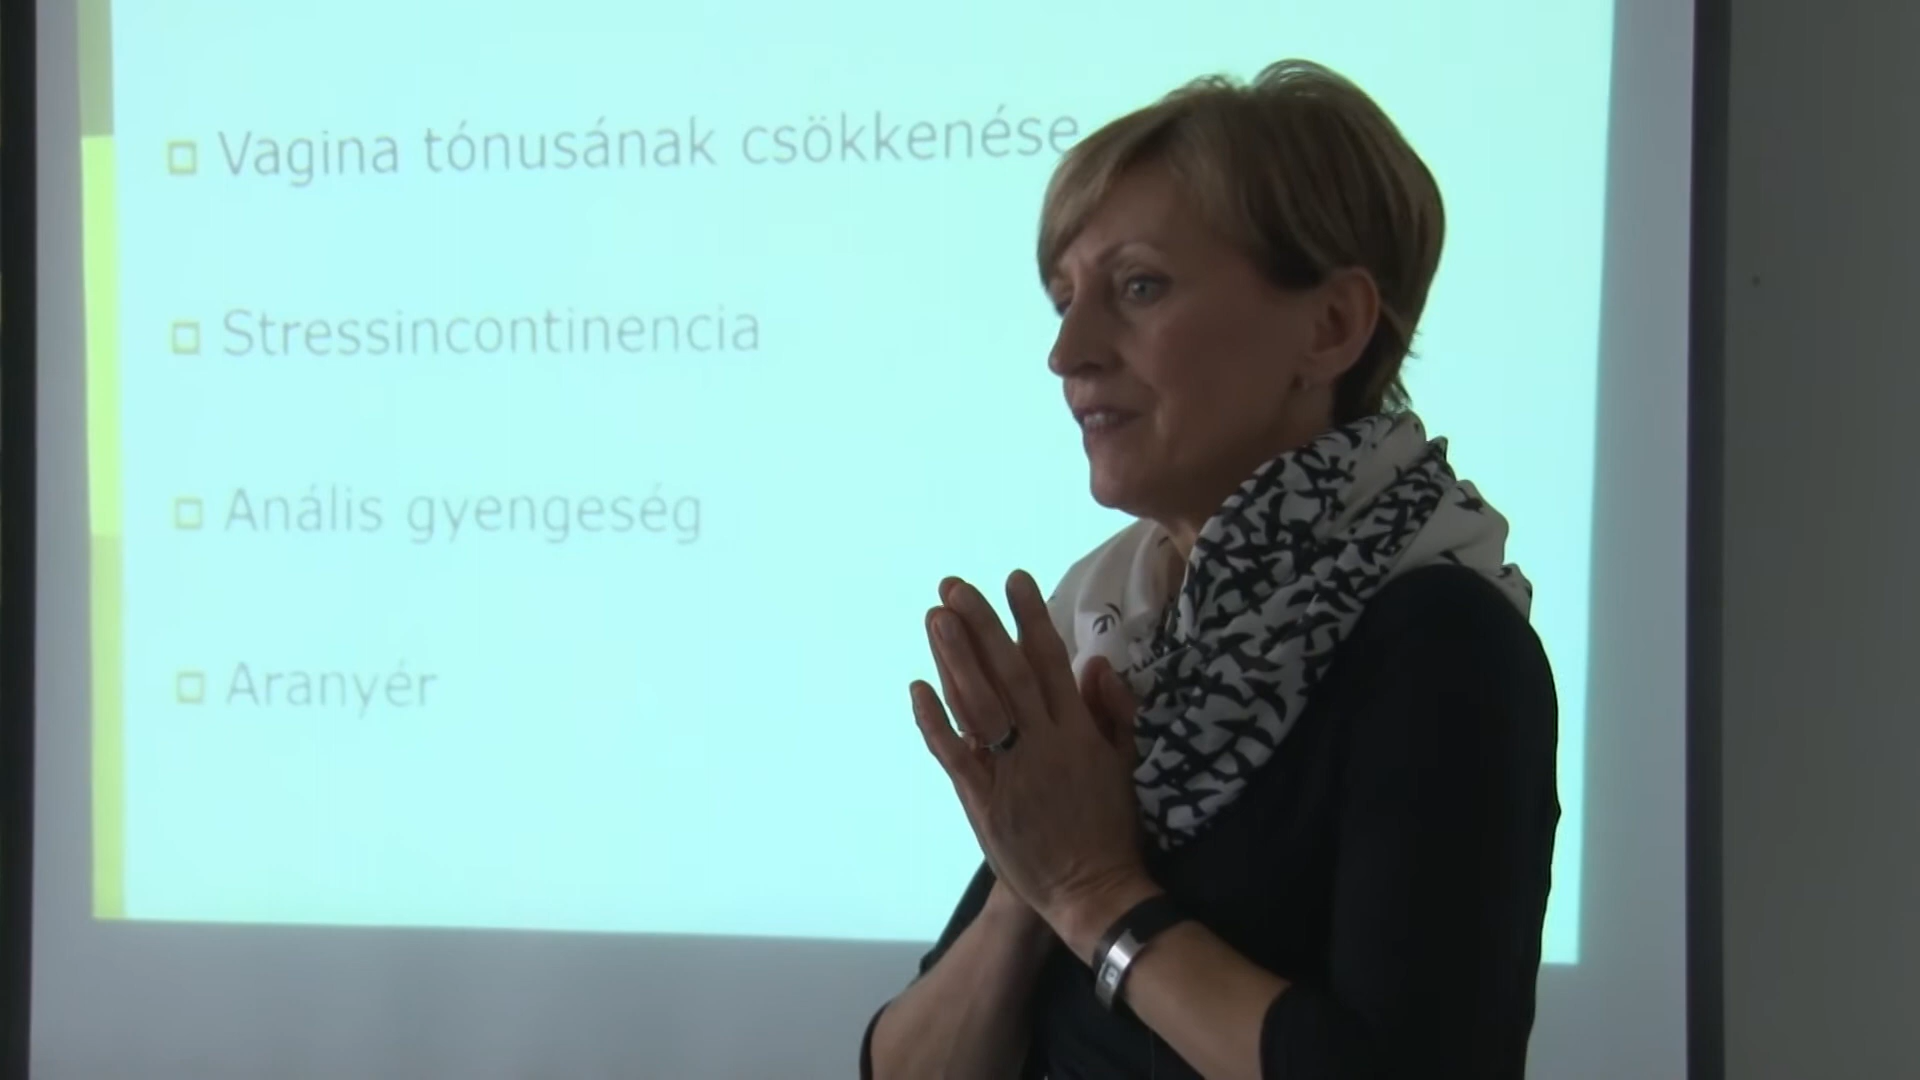 Vagina tónusának csökkenése
Stressincontinencia
Anális gyengeség
Aranyér